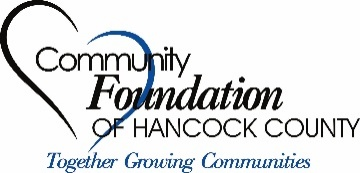 Community
Foundation
OF HANCOCK COUNTY
Together Growing Communities